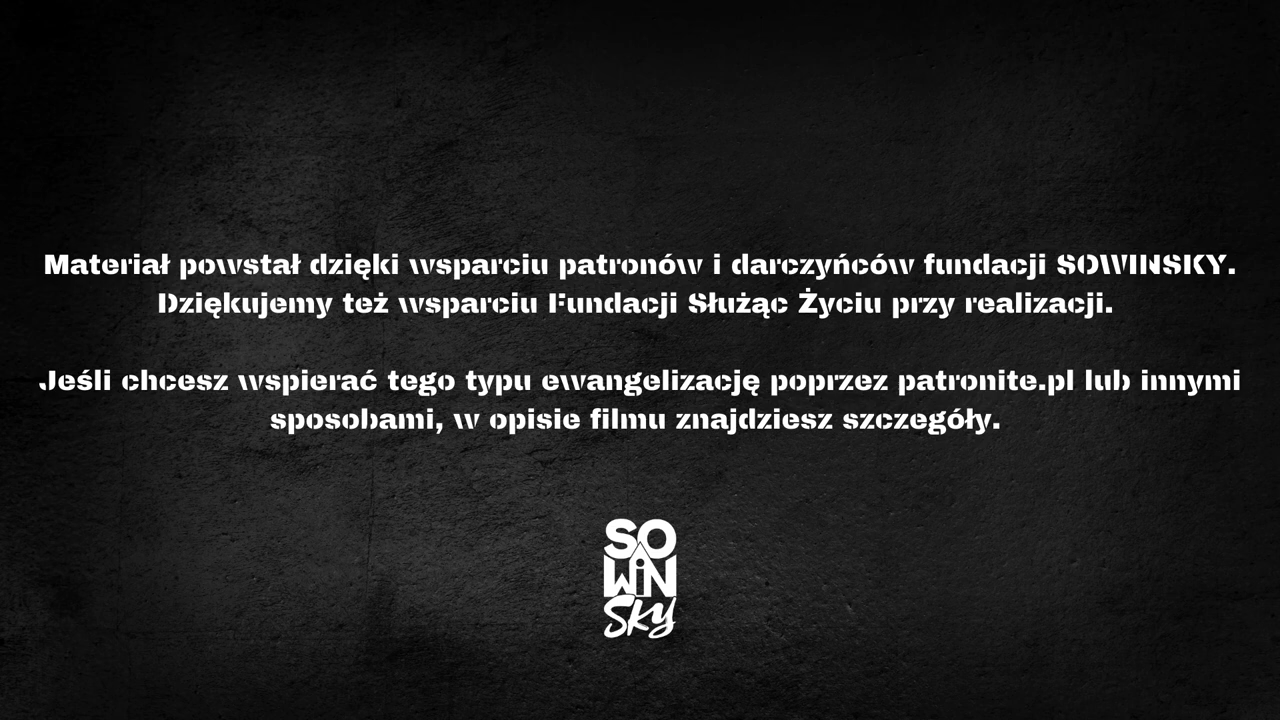 Materiał powstał dzięki wsparciu patronów i darczyńców fundacji SOWINSKY.
Dziękujemy też wsparciu Fundacji Służąc Życiu przy realizacji.
Jeśli chcesz wspierać tego typu ewangelizację poprzez patronite.pl lub innymi
sposobami, w opisie filmu znajdziesz szczegóły.
SO
WiN
Sky